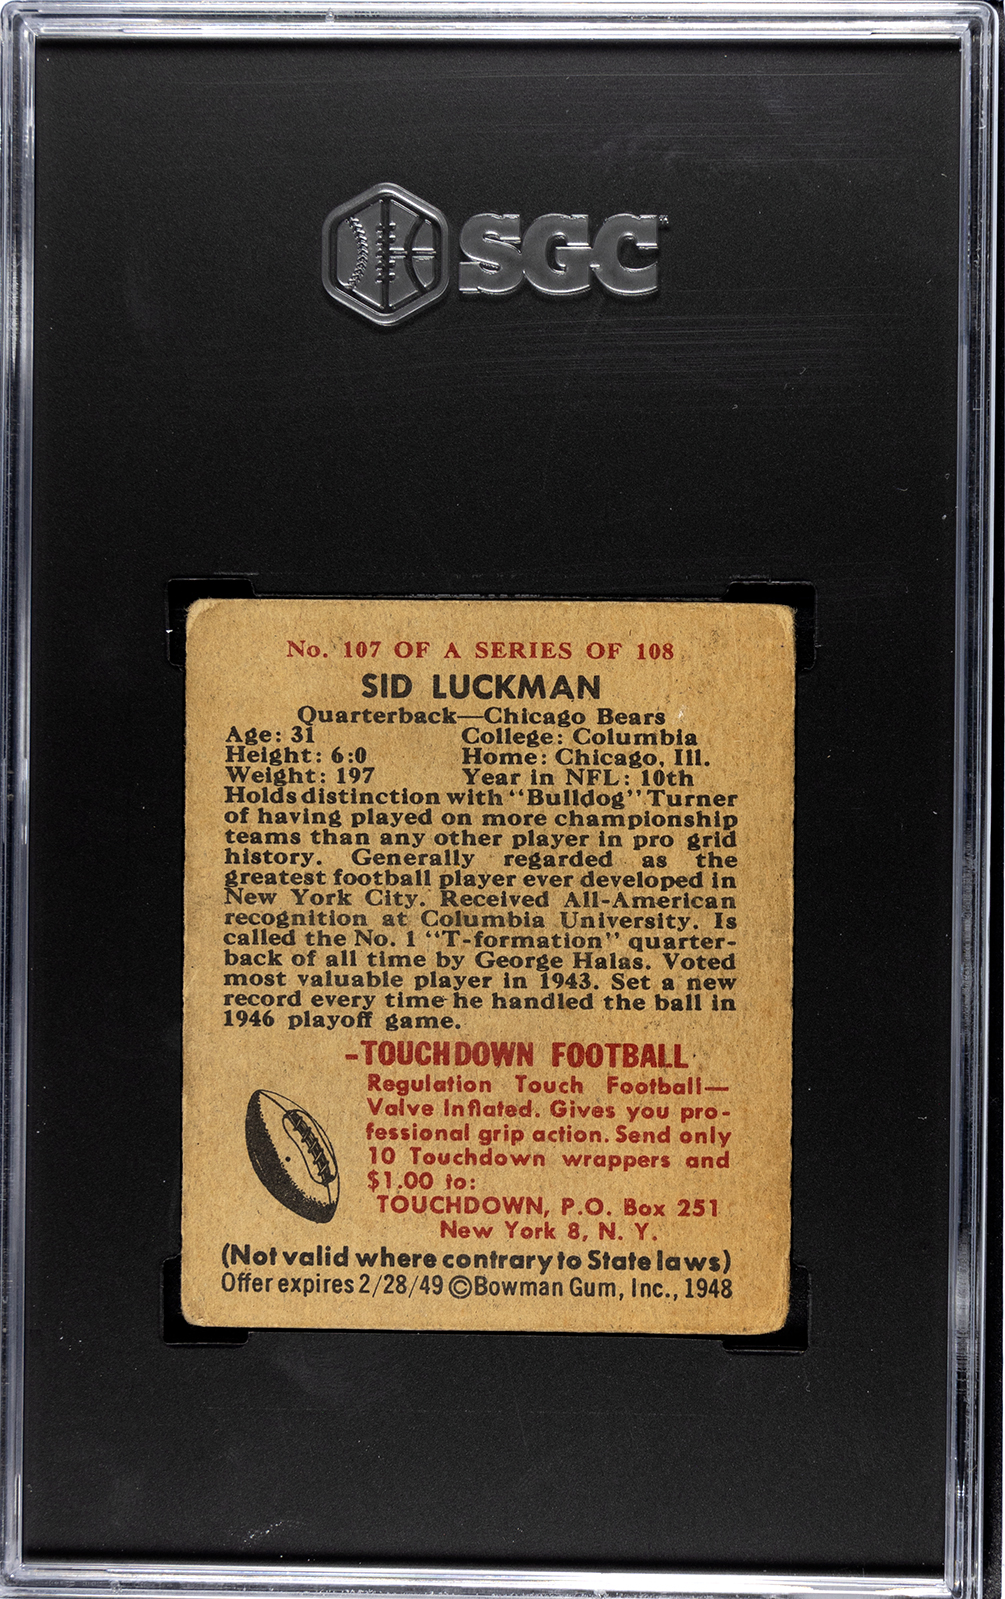 SGC
No. 107 OF A SERIES OF 108
SID LUCKMAN
Quarterback—Chicago Bears
Age: 31 College: Columbia
Height: 6:0 Home: Chicago, Ill.
Weight: 197 Year in NFL: 10th
Holds distinction with "Bulldog" Turner
of having played on more championship
teams than any other player in pro grid
history. Generally regarded as the
greatest football player ever developed in
New York City. Received All-American
recognition at Columbia University. Is
called the No. 1 "T-formation" quarter-
back of all time by George Halas. Voted
most valuable player in 1943. Set a new
record every time he handled the ball in
1946 playoff game.
-TOUCHDOWN FOOTBALL
Regulation Touch Football—
Valve Inflated. Gives you pro-
fessional grip action. Send only
10 Touchdown wrappers and
$1.00 to:
TOUCHDOWN, P.O. Box 251
New York 8, N. Y.
(Not valid where contrary to State laws)
Offer expires 2/28/49 ©Bowman Gum, Inc., 1948